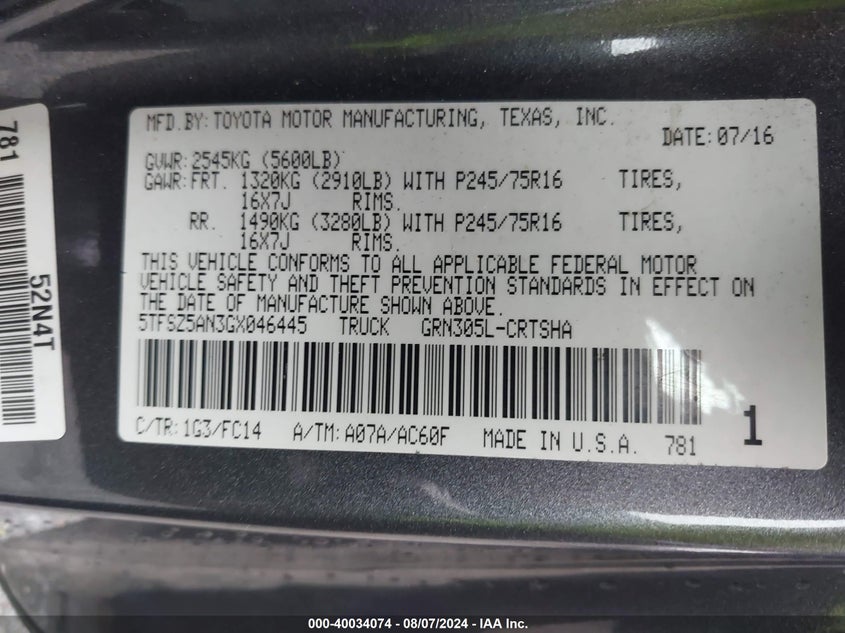 MFD.BY:TOYOTA MOTOR MANUFACTURING, TEXAS, INC.
DATE:07/16
GVWR:2545KG (5600LB)
GAWR:FRT. 1320KG (2910LB) WITH P245/75R16 TIRES,
16X7J RIMS.
RR. 1490KG (3280LB) WITH P245/75R16 TIRES,
16X7J RIMS.
THIS VEHICLE CONFORMS TO ALL APPLICABLE FEDERAL MOTOR
VEHICLE SAFETY AND THEFT PREVENTION STANDARDS IN EFFECT ON
THE DATE OF MANUFACTURE SHOWN ABOVE.
5TFSZ5AN3GX046445 TRUCK GRN305L-CRTSHA
C/TR:1G3/FC14 A/TM:A07A/AC60F MADE IN U.S.A. 781
1
781
52N4T
000-40034074 - 08/07/2024 - IAA Inc.